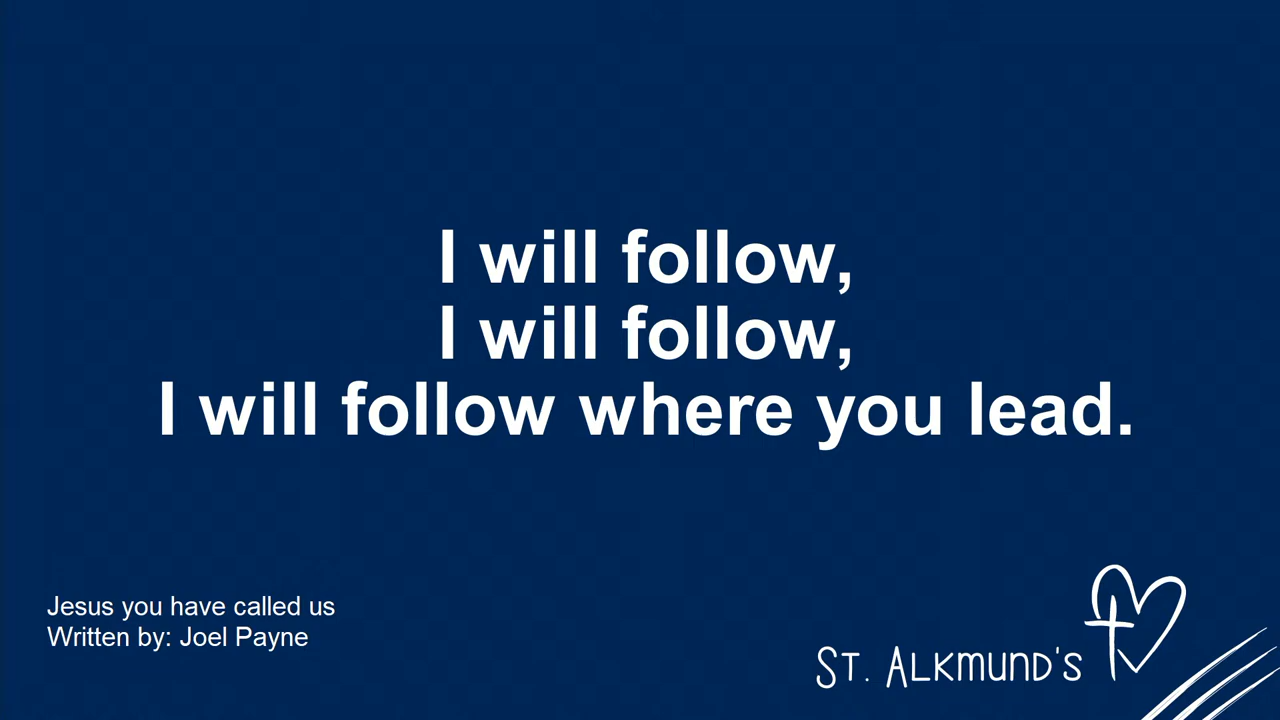 I will follow,
I will follow,
I will follow where you lead.
Jesus you have called us
Written by: Joel Payne
ST. ALKMUND'S